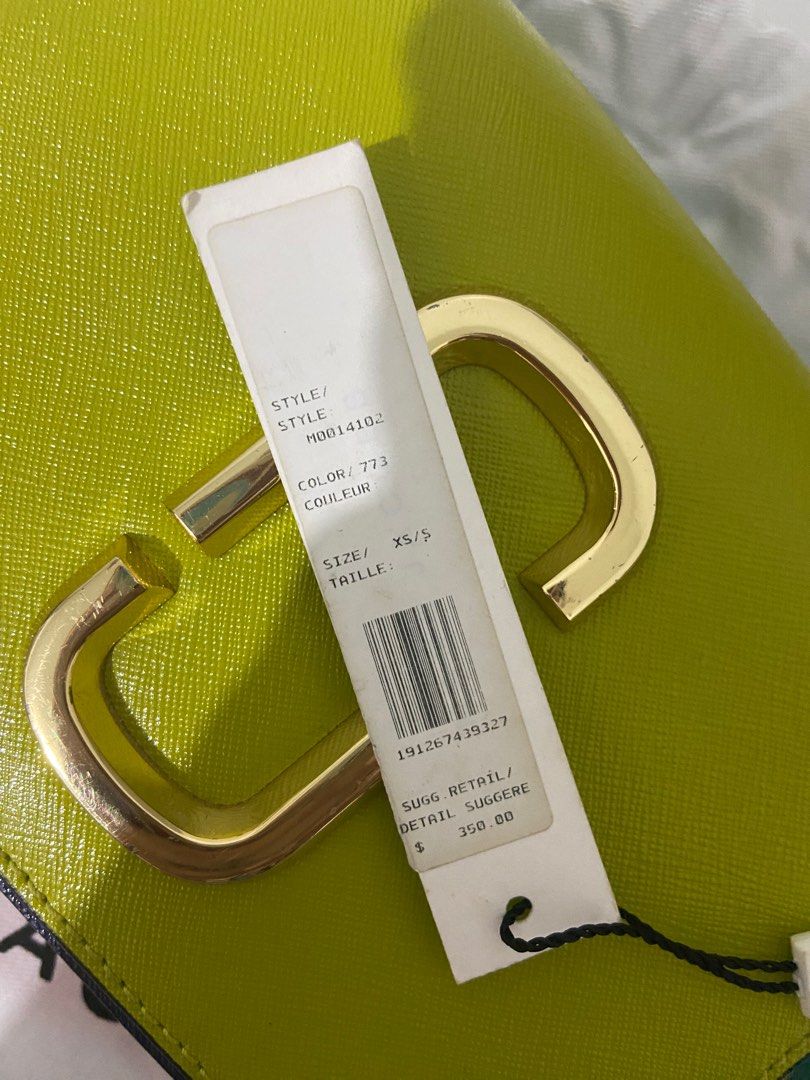 STYLE/
STYLE:
M0014102
COLOR/ 773
COULEUR:
SIZE/ XS/S
TAILLE:
191267439327
SUGG.RETAIL/
DETAIL SUGGERE
$ 350.00